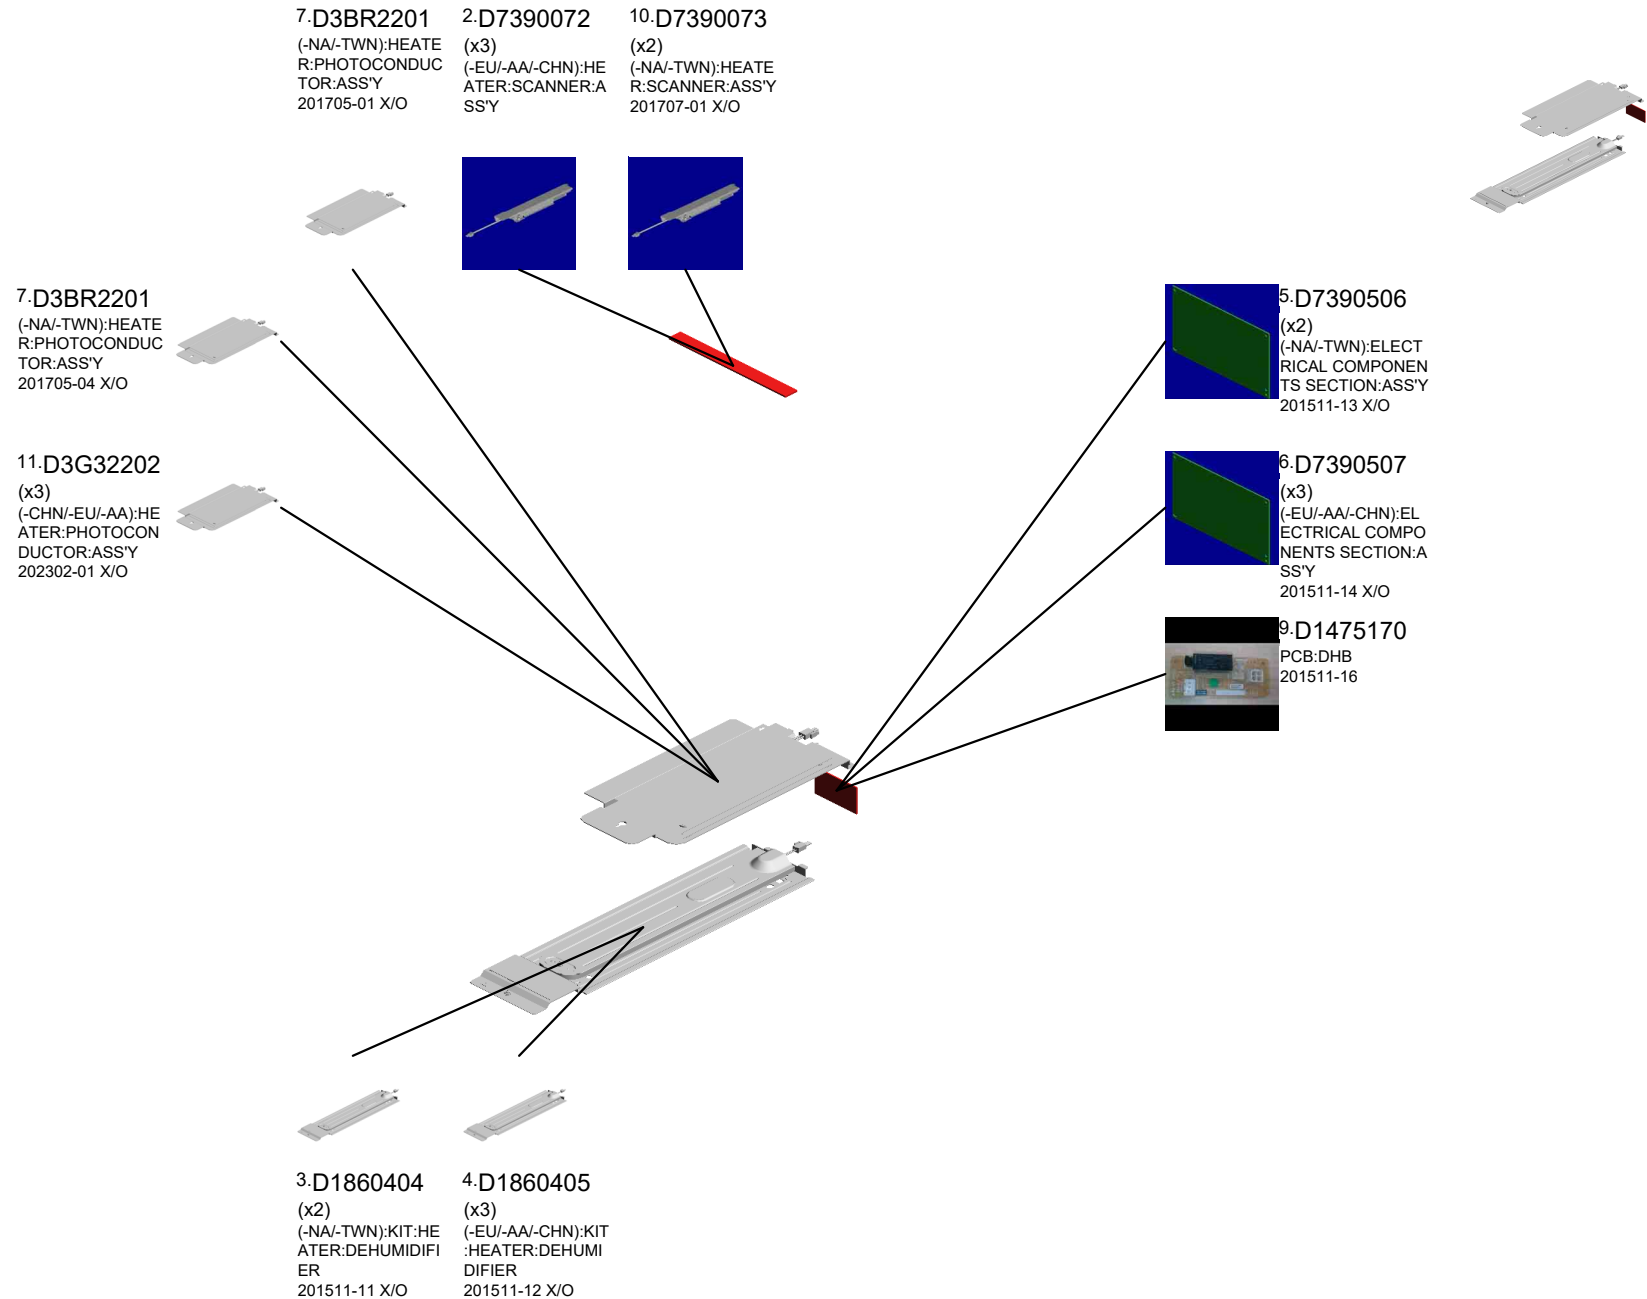 7.D3BR2201
(-NA/-TWN):HEATE
R:PHOTOCONDUC
TOR:ASS'Y
201705-01 X/O
2.D7390072
(x3)
(-EU/-AA/-CHN):HE
ATER:SCANNER:A
SS'Y
10.D7390073
(x2)
(-NA/-TWN):HEATE
R:SCANNER:ASS'Y
201707-01 X/O
7.D3BR2201
(-NA/-TWN):HEATE
R:PHOTOCONDUC
TOR:ASS'Y
201705-04 X/O
11.D3G32202
(x3)
(-CHN/-EU/-AA):HE
ATER:PHOTOCON
DUCTOR:ASS'Y
202302-01 X/O
5.D7390506
(x2)
(-NA/-TWN):ELECT
RICAL COMPONEN
TS SECTION:ASS'Y
201511-13 X/O
6.D7390507
(x3)
(-EU/-AA/-CHN):EL
ECTRICAL COMPO
NENTS SECTION:A
SS'Y
201511-14 X/O
9.D1475170
PCB:DHB
201511-16
3.D1860404
(x2)
(-NA/-TWN):KIT:HE
ATER:DEHUMIDIFI
ER
201511-11 X/O
4.D1860405
(x3)
(-EU/-AA/-CHN):KIT
:HEATER:DEHUMI
DIFIER
201511-12 X/O